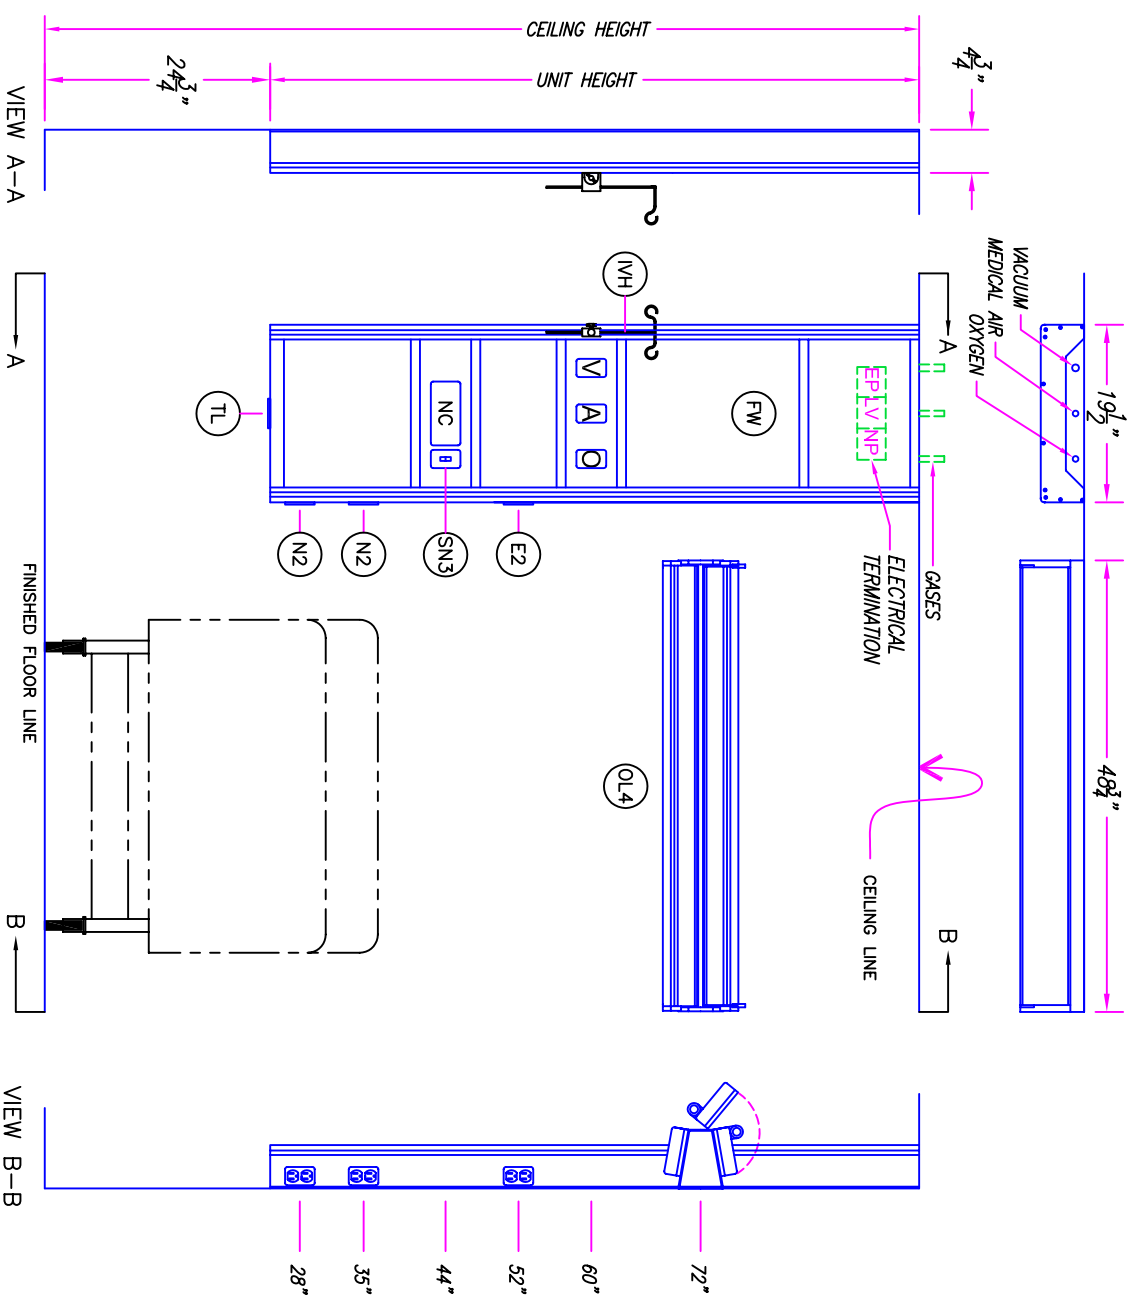 CEILING HEIGHT
UNIT HEIGHT
24 3/4"
4 3/4"
VIEW A-A
VACUUM
MEDICAL AIR
OXYGEN
19 1/2"
A
A
IVH
TL
NC
V
A
O
FW
EP LV NP
N2
N2
SN3
E2
GASES
ELECTRICAL
TERMINATION
48 3/4"
OL4
CEILING LINE
FINISHED FLOOR LINE
B
B
VIEW B-B
72"
60"
52"
44"
35"
28"